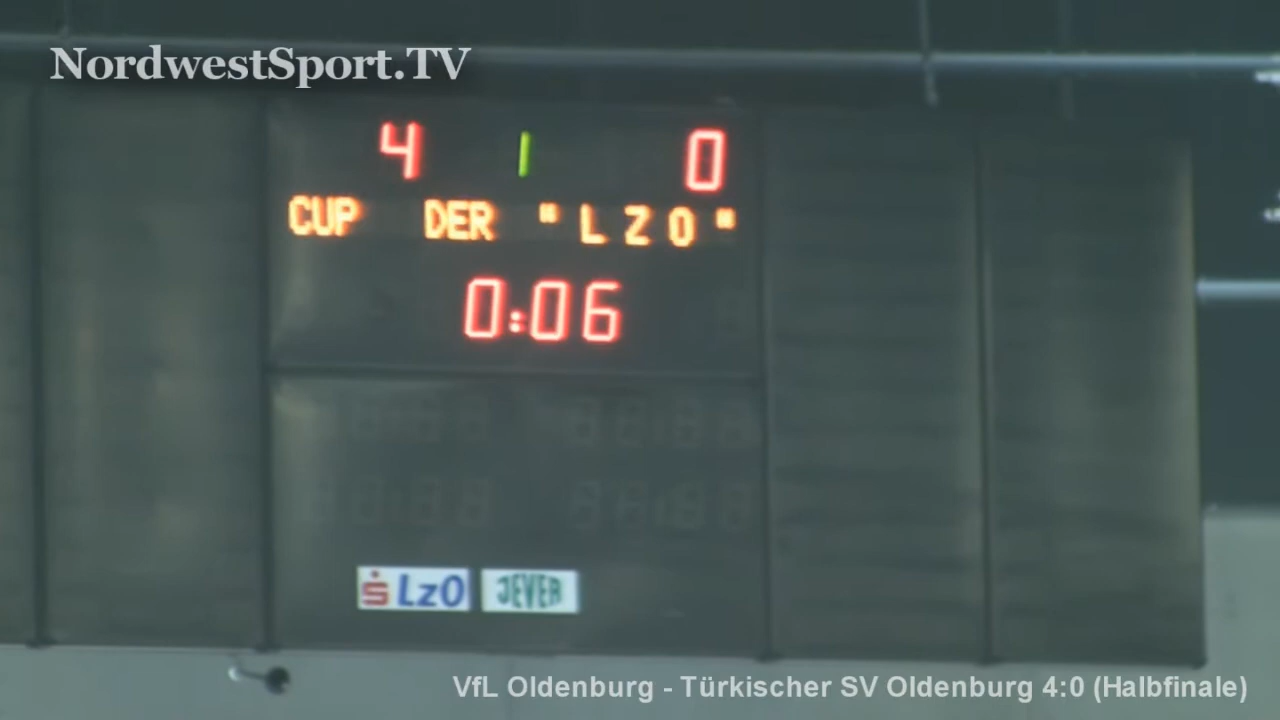 NordwestSport.TV
4 | 0
CUP DER "LZO"
0:06
LzO JEVER
VfL Oldenburg - Türkischer SV Oldenburg 4:0 (Halbfinale)